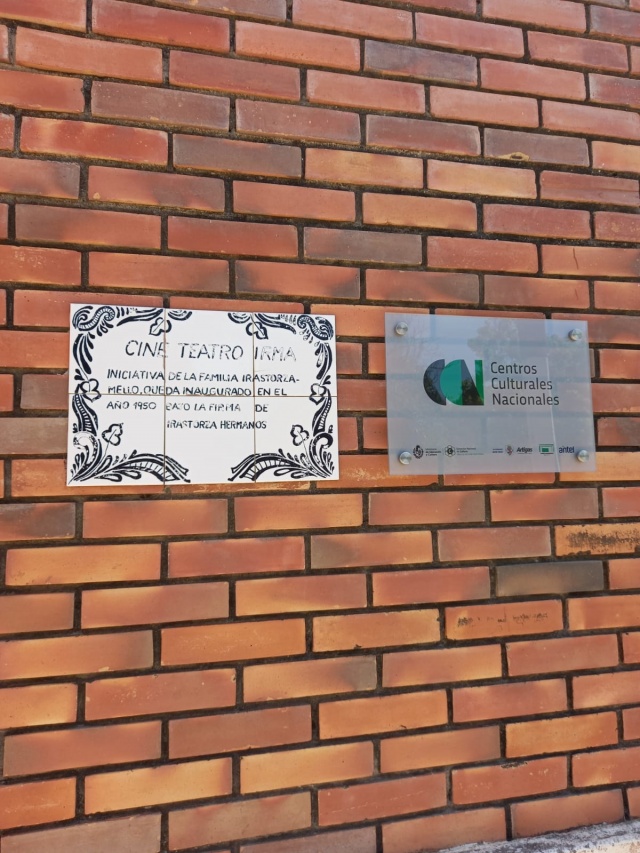 CINE TEATRO IRMA
INICIATIVA DE LA FAMILIA IRASTORZA-
MELLO, QUEDA INAUGURADO EN EL
AÑO 1950 BAJO LA FIRMA DE
IRASTORZA HERMANOS
Centros
Culturales
Nacionales
Artigas
antel